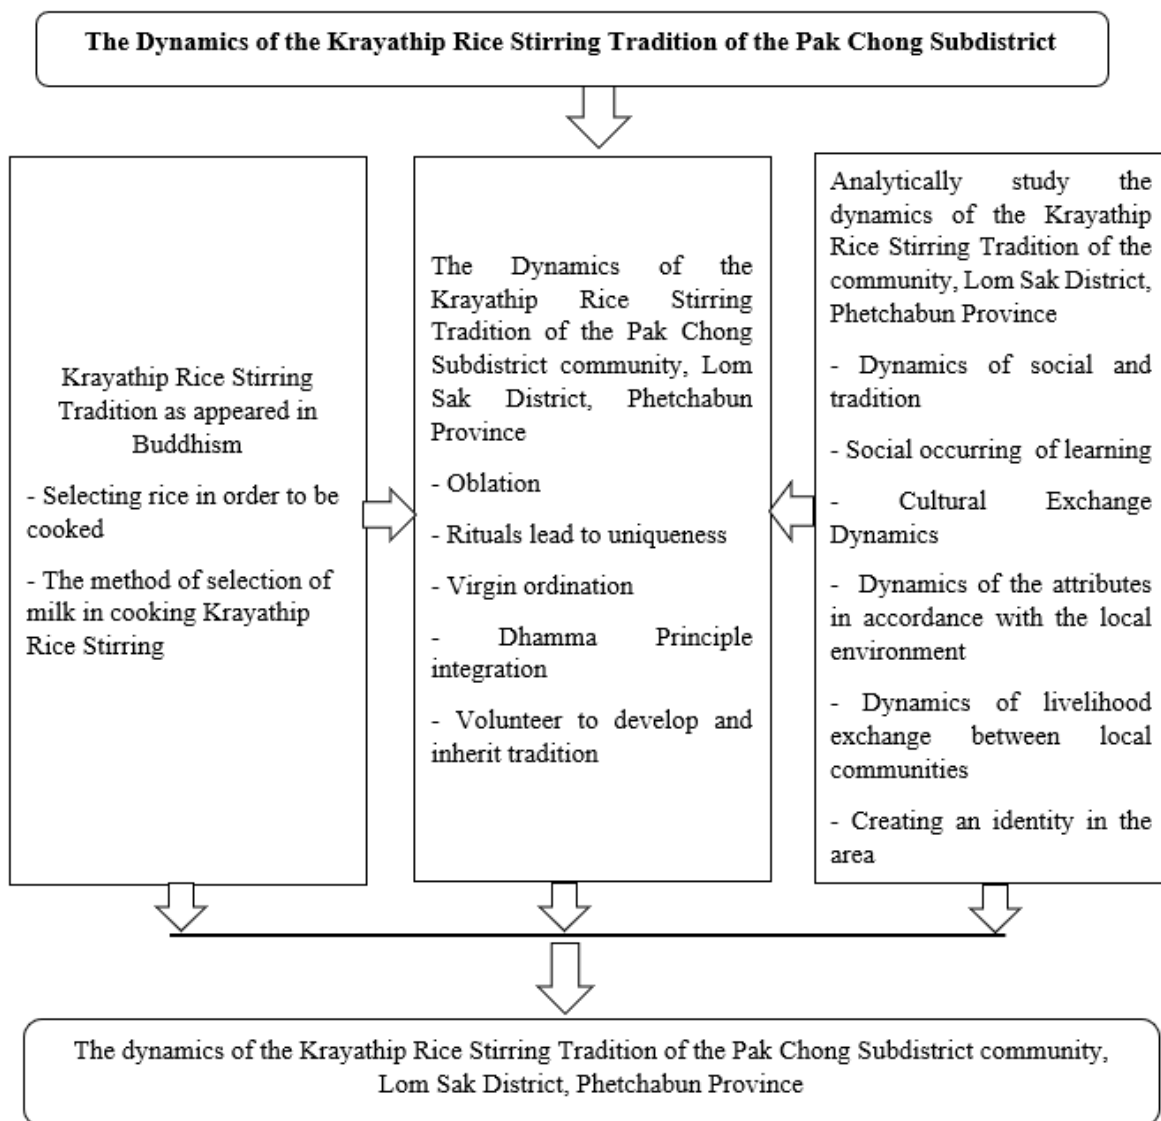 The Dynamics of the Krayathip Rice Stirring Tradition of the Pak Chong Subdistrict
Krayathip Rice Stirring
Tradition as appeared in
Buddhism
- Selecting rice in order to be
cooked
- The method of selection of
milk in cooking Krayathip
Rice Stirring
The Dynamics of the
Krayathip Rice Stirring
Tradition of the Pak Chong
Subdistrict community, Lom
Sak District, Phetchabun
Province
- Oblation
- Rituals lead to uniqueness
- Virgin ordination
- Dhamma Principle
integration
- Volunteer to develop and
inherit tradition
Analytically study the
dynamics of the Krayathip
Rice Stirring Tradition of the
community, Lom Sak District,
Phetchabun Province
- Dynamics of social and
tradition
- Social occurring of learning
- Cultural Exchange
Dynamics
- Dynamics of the attributes
in accordance with the local
environment
- Dynamics of livelihood
exchange between local
communities
- Creating an identity in the
area
The dynamics of the Krayathip Rice Stirring Tradition of the Pak Chong Subdistrict community,
Lom Sak District, Phetchabun Province